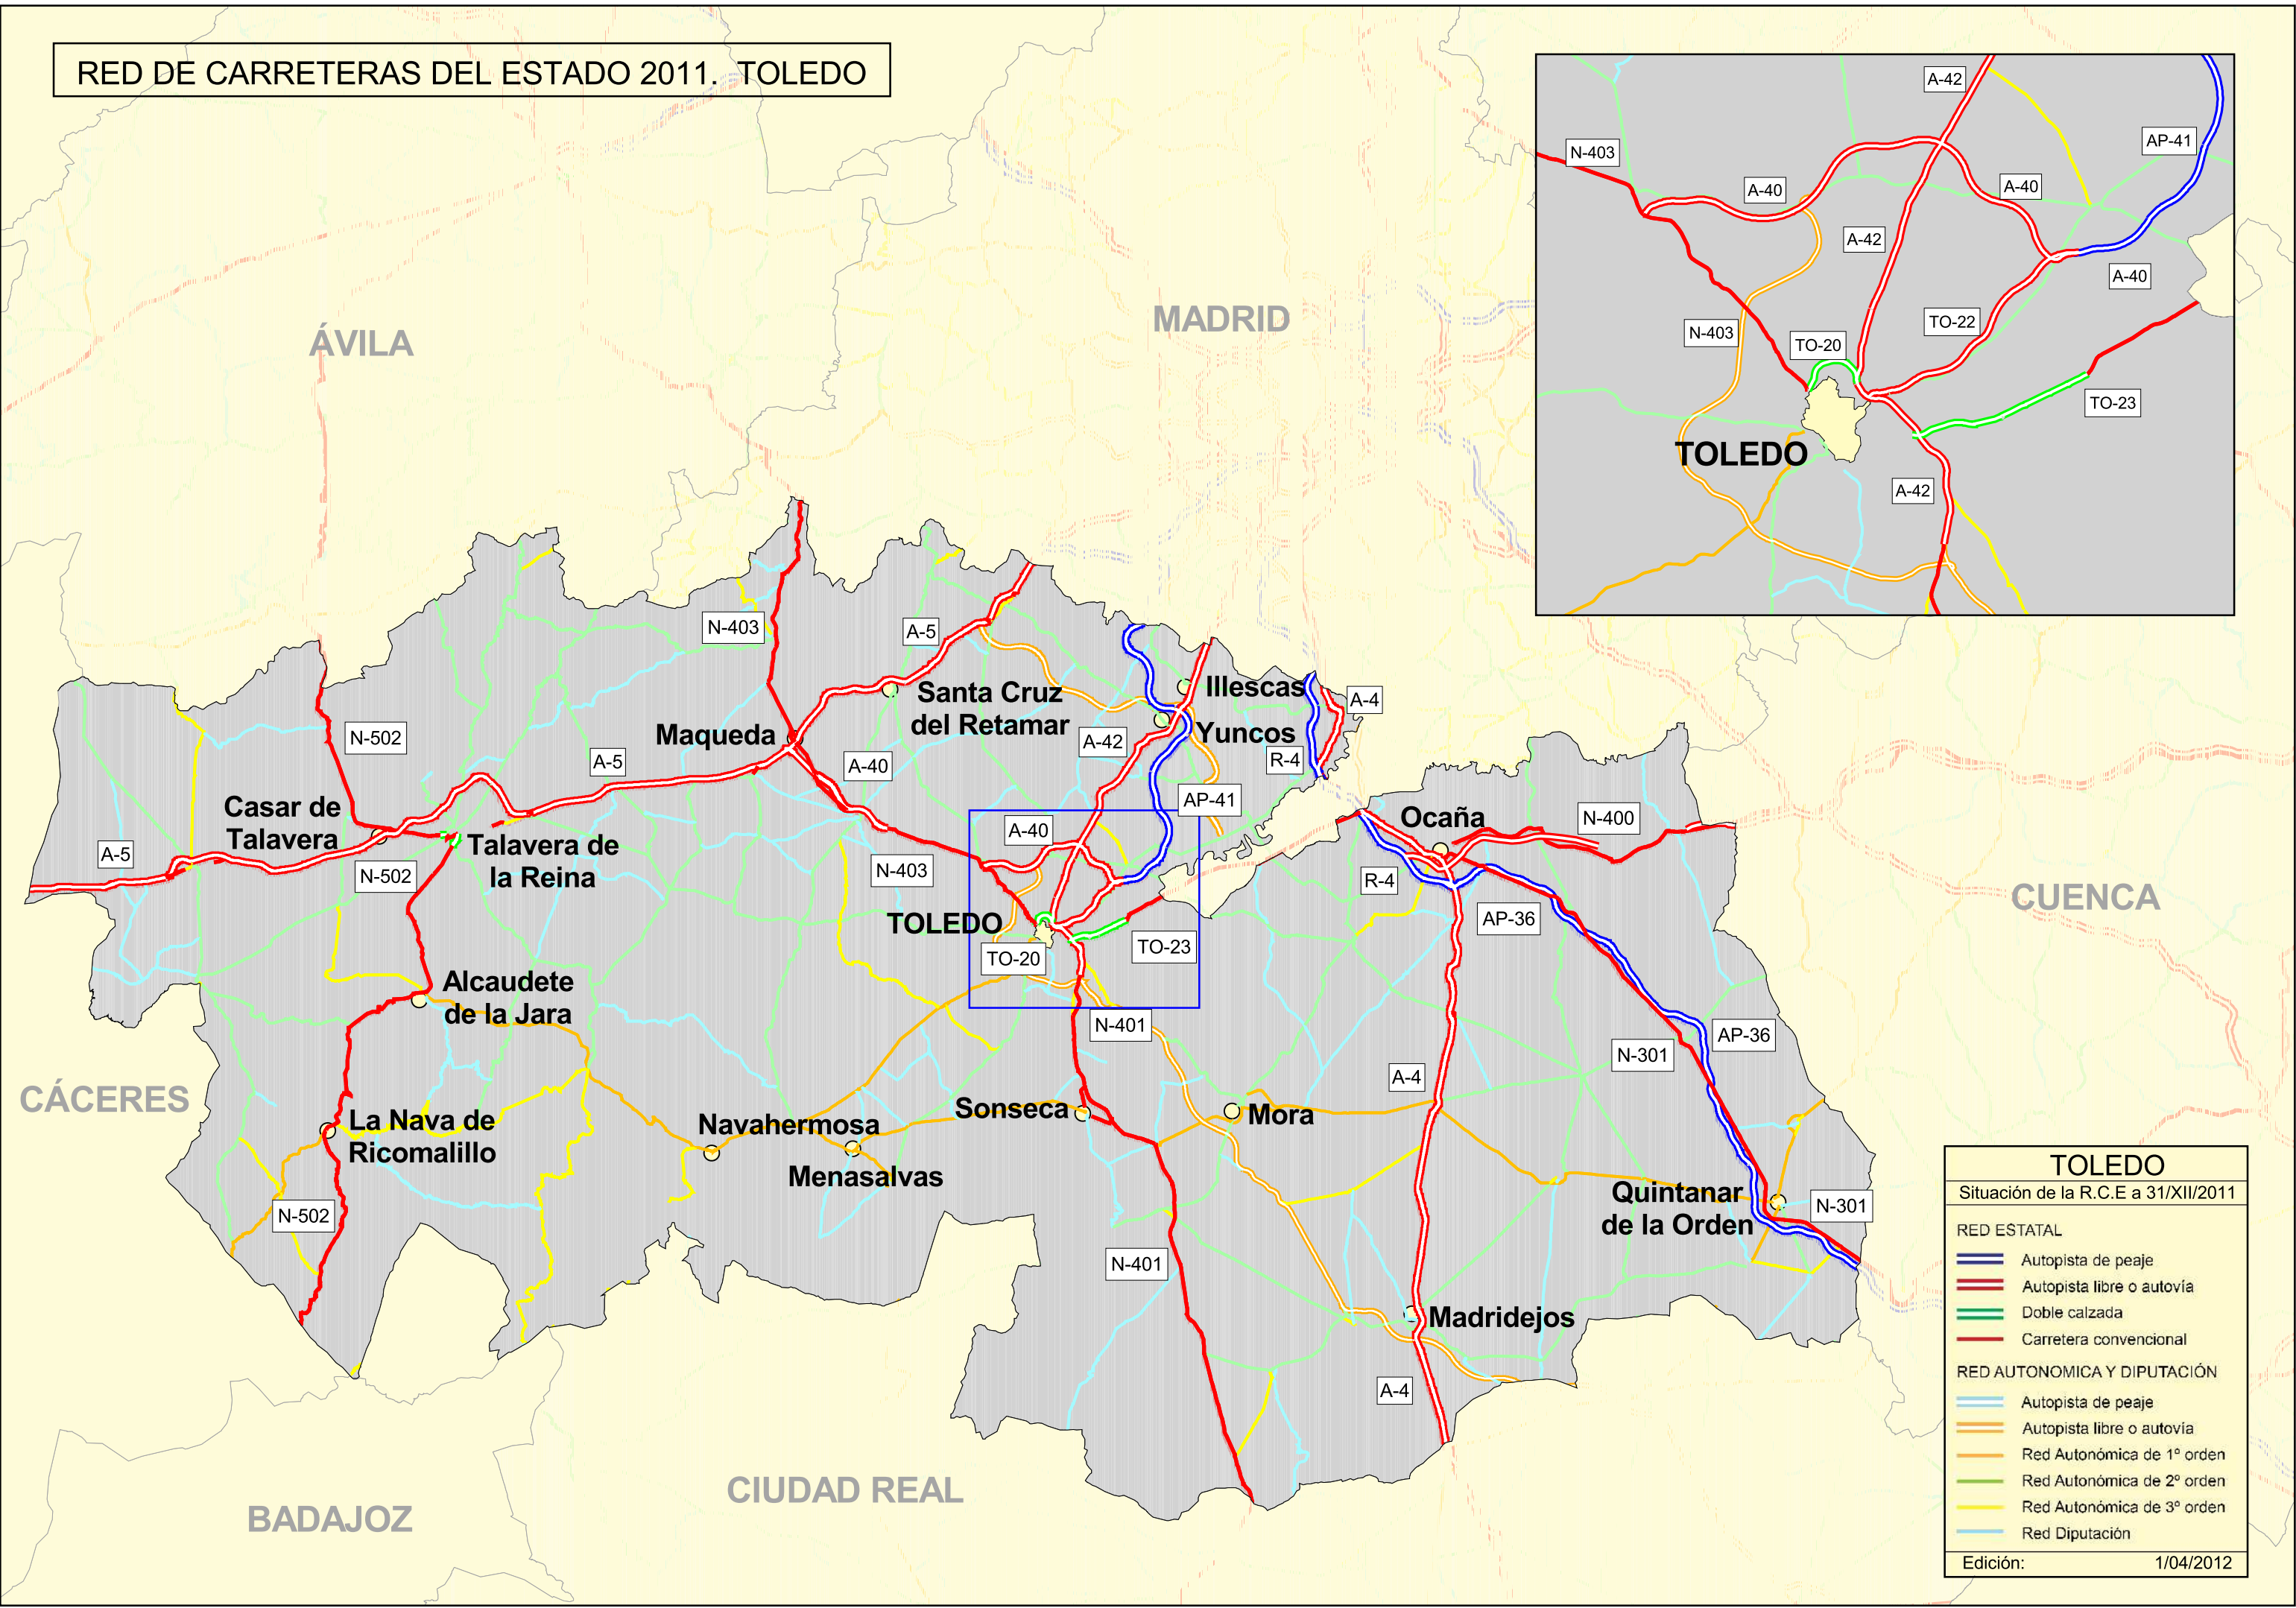 RED DE CARRETERAS DEL ESTADO 2011. TOLEDO
A-42
AP-41
N-403
A-40
A-40
A-42
A-40
TO-22
N-403
TO-20
TO-23
TOLEDO
A-42
ÁVILA
MADRID
N-403
A-5
Santa Cruz
del Retamar
Illescas
Yuncos
A-4
N-502
Maqueda
A-42
R-4
A-5
A-40
AP-41
Casar de
Talavera
Ocaña
N-400
A-40
A-5
Talavera de
la Reina
N-502
N-403
R-4
CUENCA
TOLEDO
AP-36
TO-20
TO-23
Alcaudete
de la Jara
N-401
AP-36
N-301
A-4
CÁCERES
La Nava de
Ricomalillo
Navahermosa
Menasalvas
Sonseca
Mora
N-502
Quintanar
de la Orden
N-301
N-401
Madridejos
A-4
CIUDAD REAL
BADAJOZ
TOLEDO
Situación de la R.C.E a 31/XII/2011
RED ESTATAL
Autopista de peaje
Autopista libre o autovía
Doble calzada
Carretera convencional
RED AUTONOMICA Y DIPUTACIÓN
Autopista de peaje
Autopista libre o autovía
Red Autonómica de 1º orden
Red Autonómica de 2º orden
Red Autonómica de 3º orden
Red Diputación
Edición: 1/04/2012